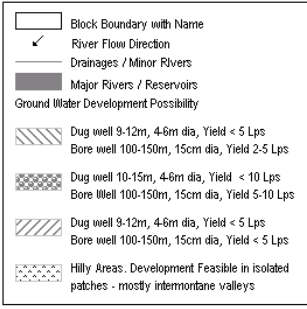 Block Boundary with Name
River Flow Direction
Drainages / Minor Rivers
Major Rivers / Reservoirs
Ground Water Development Possibility
Dug well 9-12m, 4-6m dia, Yield < 5 Lps
Bore well 100-150m, 15cm dia, Yield 2-5 Lps
Dug well 10-15m, 4-6m dia, Yield < 10 Lps
Bore Well 100-150m, 15cm dia, Yield 5-10 Lps
Dug well 9-12m, 4-6m dia, Yield < 5 Lps
Bore well 100-150m, 15cm dia, Yield < 5 Lps
Hilly Areas. Development Feasible in isolated
patches - mostly intermontane valleys